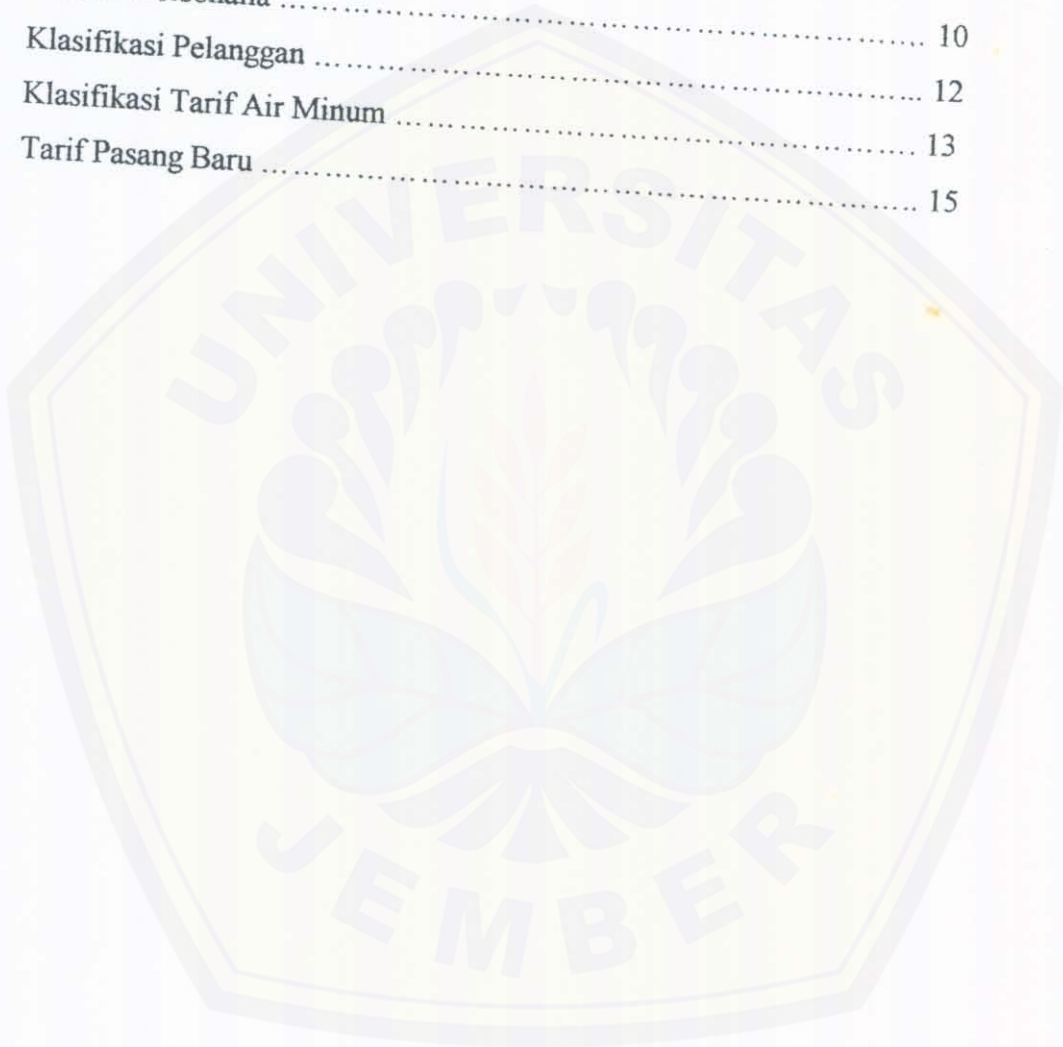 ………………………………………………………… 10
Klasifikasi Pelanggan ………………………………………………………... 12
Klasifikasi Tarif Air Minum ………………………………………………. 13
Tarif Pasang Baru ………………………………………………………….. 15
UNIVERSITAS
JEMBER